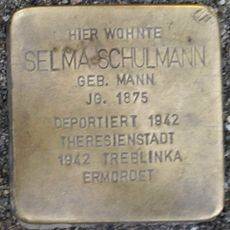 HIER WOHNTE
SELMA SCHULMANN
GEB. MANN
JG. 1875
DEPORTIERT 1942
THERESIENSTADT
1942 TREBLINKA
ERMORDET